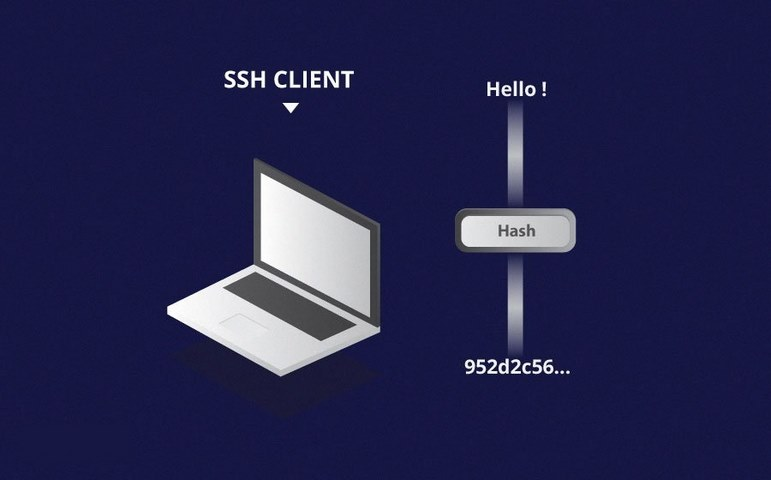 SSH CLIENT
Hello !
Hash
952d2c56...